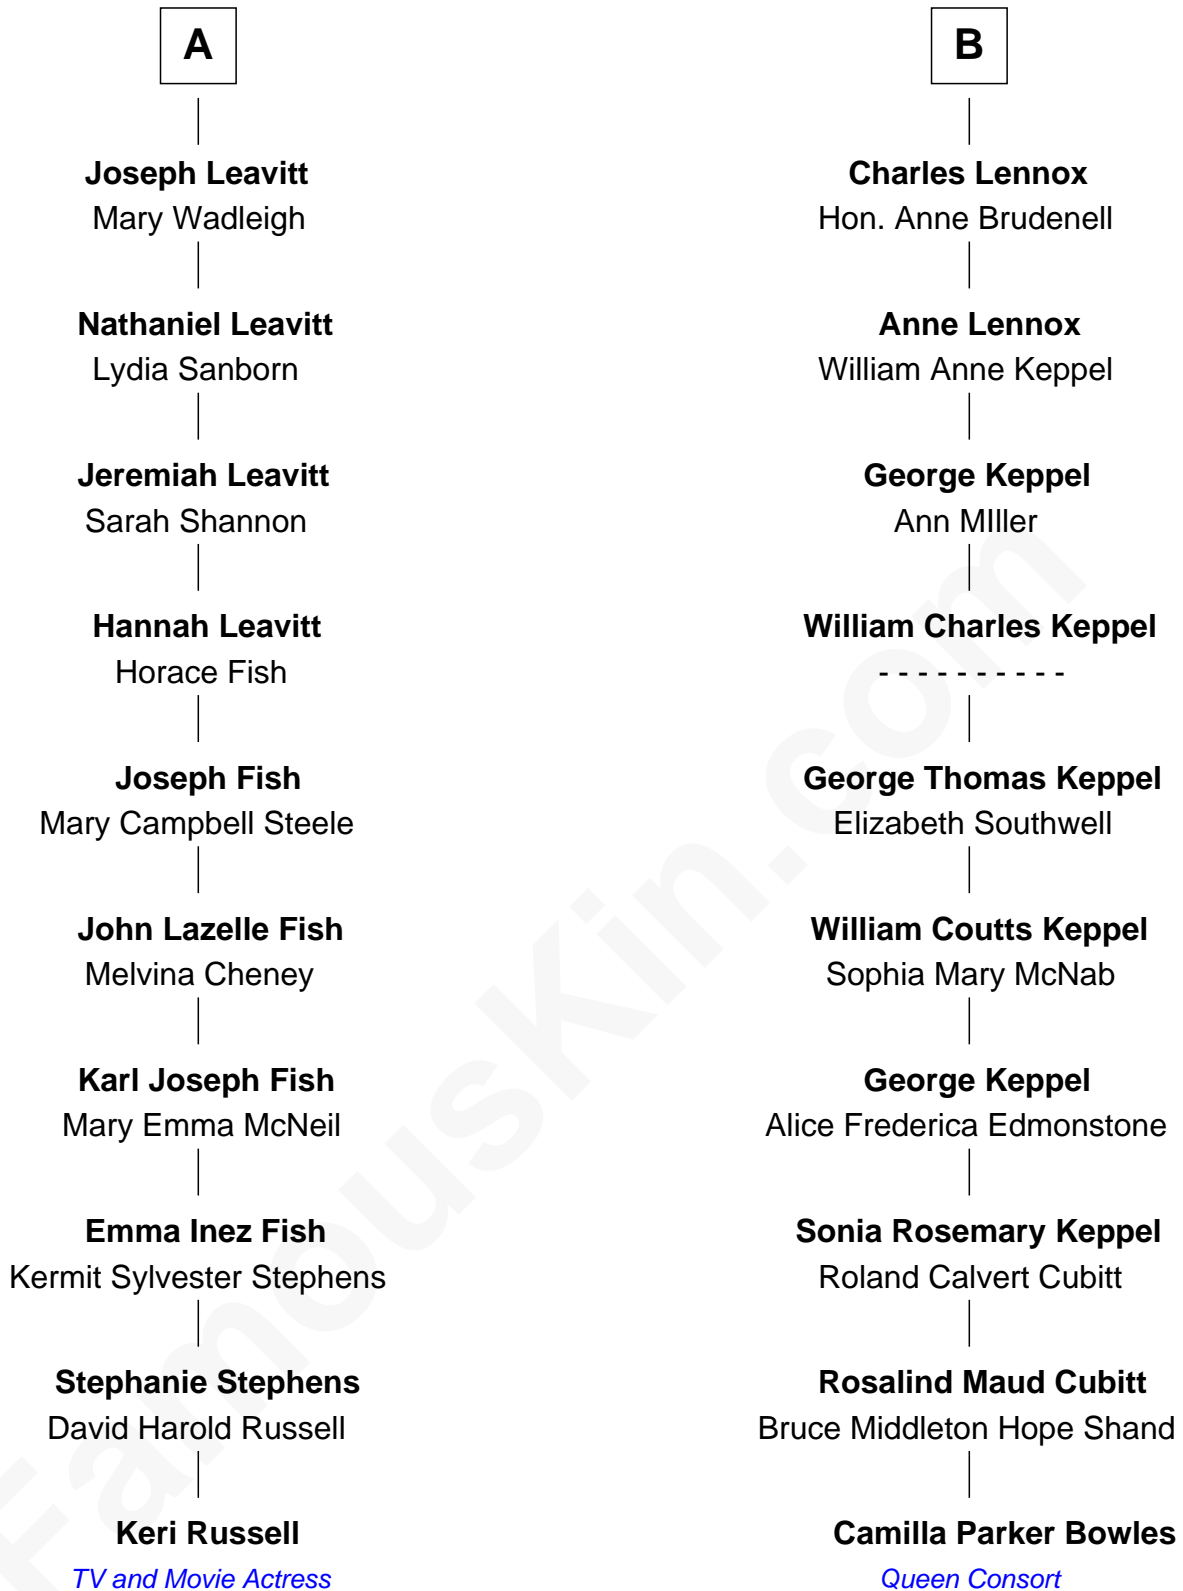 A
Joseph Leavitt
Mary Wadleigh
Nathaniel Leavitt
Lydia Sanborn
Jeremiah Leavitt
Sarah Shannon
Hannah Leavitt
Horace Fish
Joseph Fish
Mary Campbell Steele
John Lazelle Fish
Melvina Cheney
Karl Joseph Fish
Mary Emma McNeil
Emma Inez Fish
Kermit Sylvester Stephens
Stephanie Stephens
David Harold Russell
Keri Russell
TV and Movie Actress
B
Charles Lennox
Hon. Anne Brudenell
Anne Lennox
William Anne Keppel
George Keppel
Ann MIller
William Charles Keppel
- - - - - - - - - -
George Thomas Keppel
Elizabeth Southwell
William Coutts Keppel
Sophia Mary McNab
George Keppel
Alice Frederica Edmonstone
Sonia Rosemary Keppel
Roland Calvert Cubitt
Rosalind Maud Cubitt
Bruce Middleton Hope Shand
Camilla Parker Bowles
Queen Consort
FamousKin.com